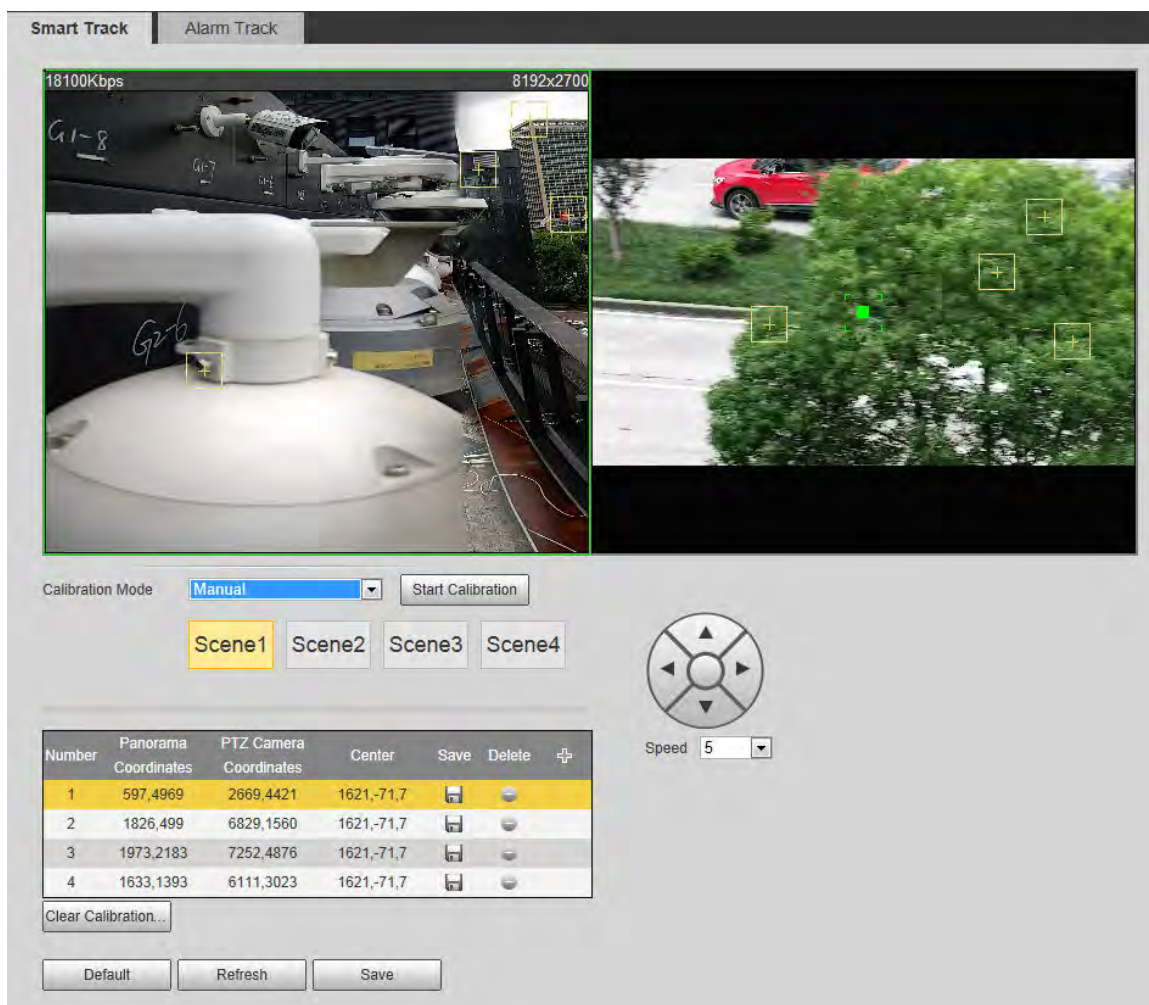 Smart Track Alarm Track
18100Kbps 8192x2700
G1-8
G1-7
G2-6
Calibration Mode Manual Start Calibration
Scene1 Scene2 Scene3 Scene4
Number Panorama Coordinates PTZ Camera Coordinates Center Save Delete
1 597,4969 2669,4421 1621,-71,7
2 1826,499 6829,1560 1621,-71,7
3 1973,2183 7252,4876 1621,-71,7
4 1633,1393 6111,3023 1621,-71,7
Speed 5
Clear Calibration...
Default Refresh Save